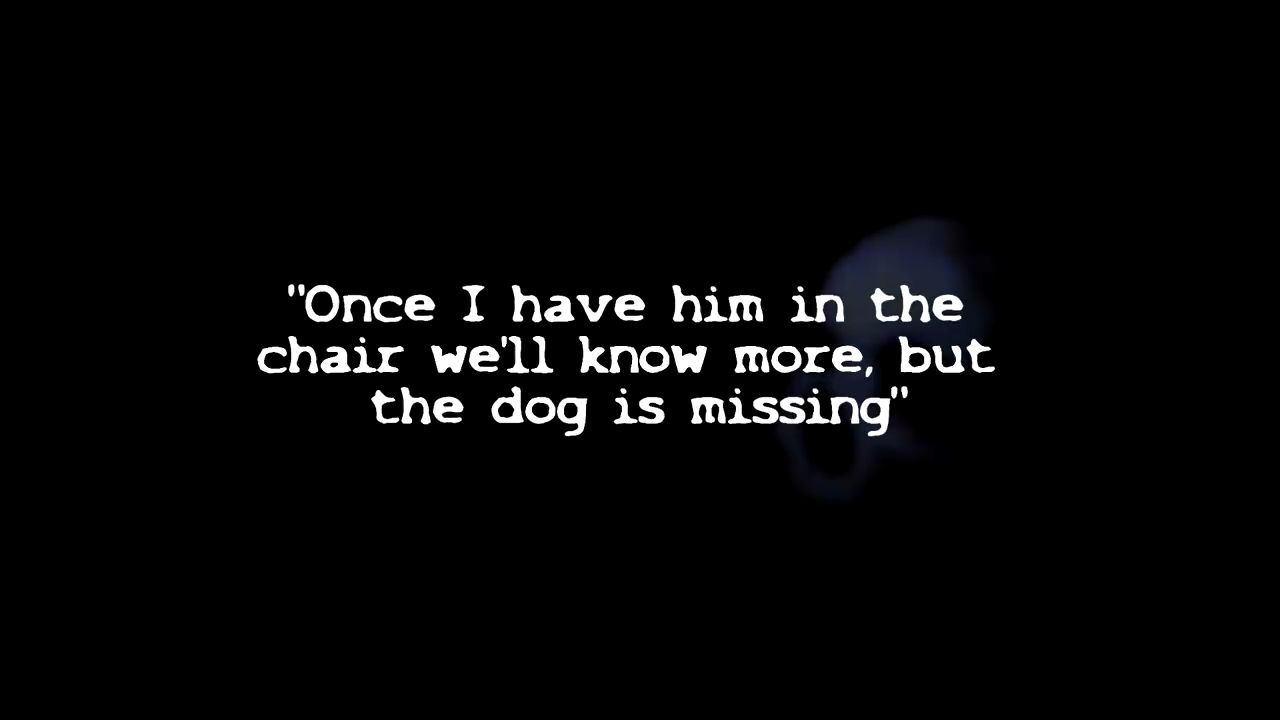 "Once I have him in the
chair we'll know more, but
the dog is missing"